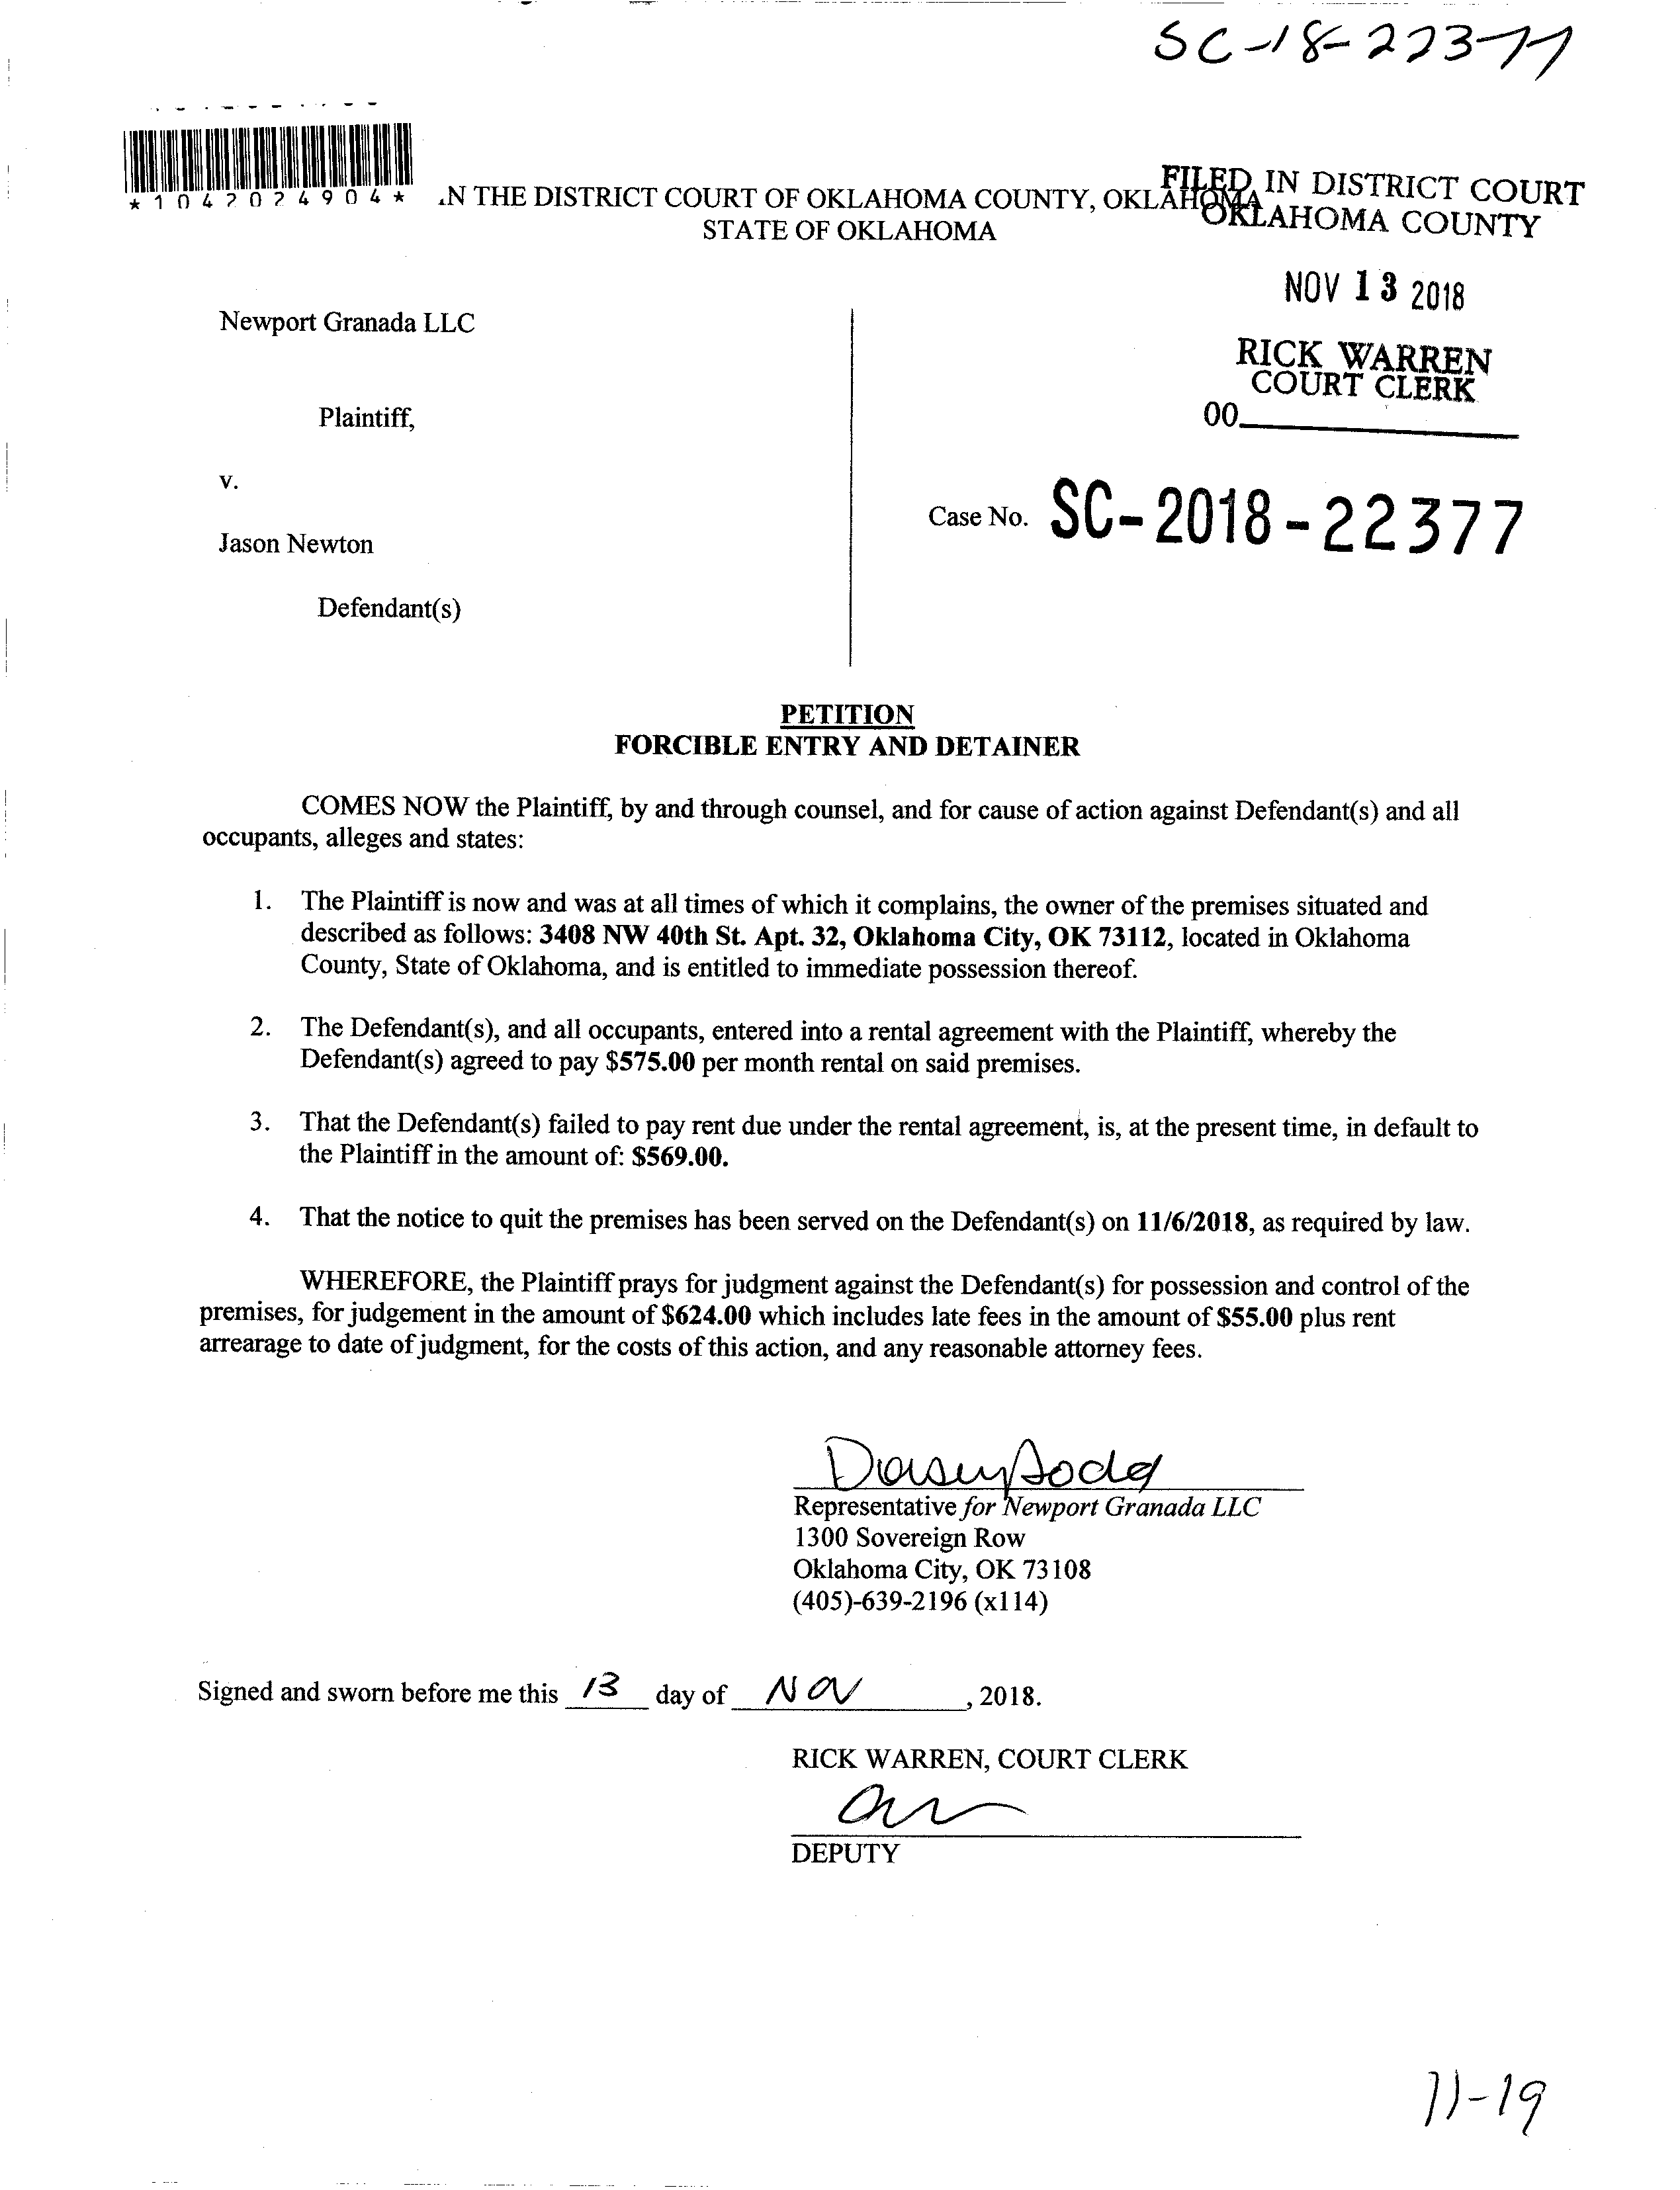 SC-18-22377
*1042024904*
.N THE DISTRICT COURT OF OKLAHOMA COUNTY, OKLAHOMA
STATE OF OKLAHOMA
FILED IN DISTRICT COURT
OKLAHOMA COUNTY
NOV 13 2018
RICK WARREN
COURT CLERK
00
Newport Granada LLC
Plaintiff,
v.
Jason Newton
Defendant(s)
Case No. SC-2018-22377
PETITION
FORCIBLE ENTRY AND DETAINER
COMES NOW the Plaintiff, by and through counsel, and for cause of action against Defendant(s) and all
occupants, alleges and states:
1. The Plaintiff is now and was at all times of which it complains, the owner of the premises situated and
described as follows: 3408 NW 40th St. Apt. 32, Oklahoma City, OK 73112, located in Oklahoma
County, State of Oklahoma, and is entitled to immediate possession thereof.
2. The Defendant(s), and all occupants, entered into a rental agreement with the Plaintiff, whereby the
Defendant(s) agreed to pay $575.00 per month rental on said premises.
3. That the Defendant(s) failed to pay rent due under the rental agreement, is, at the present time, in default to
the Plaintiff in the amount of: $569.00.
4. That the notice to quit the premises has been served on the Defendant(s) on 11/6/2018, as required by law.
WHEREFORE, the Plaintiff prays for judgment against the Defendant(s) for possession and control of the
premises, for judgement in the amount of $624.00 which includes late fees in the amount of $55.00 plus rent
arrearage to date of judgment, for the costs of this action, and any reasonable attorney fees.
Representative for Newport Granada LLC
1300 Sovereign Row
Oklahoma City, OK 73108
(405)-639-2196 (x114)
Signed and sworn before me this 13 day of NOV, 2018.
RICK WARREN, COURT CLERK
DEPUTY
11-19